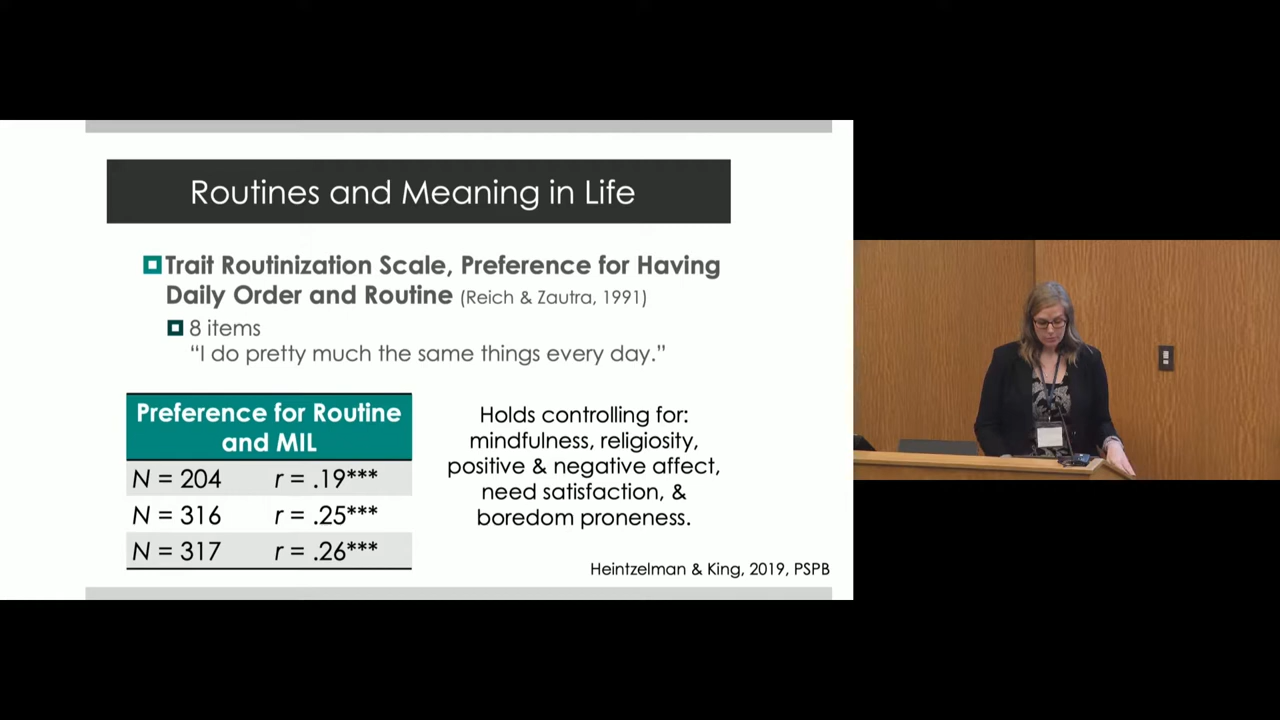 Routines and Meaning in Life
Trait Routinization Scale, Preference for Having
Daily Order and Routine (Reich & Zautra, 1991)
8 items
“I do pretty much the same things every day.”
Preference for Routine
and MIL
N = 204 r = .19***
N = 316 r = .25***
N = 317 r = .26***
Holds controlling for:
mindfulness, religiosity,
positive & negative affect,
need satisfaction, &
boredom proneness.
Heintzelman & King, 2019, PSPB